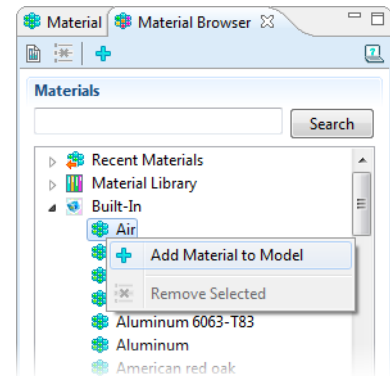 Material Material Browser
Materials
Search
Recent Materials
Material Library
Built-In
Air
Add Material to Model
Remove Selected
Aluminum 6063-T83
Aluminum
American red oak